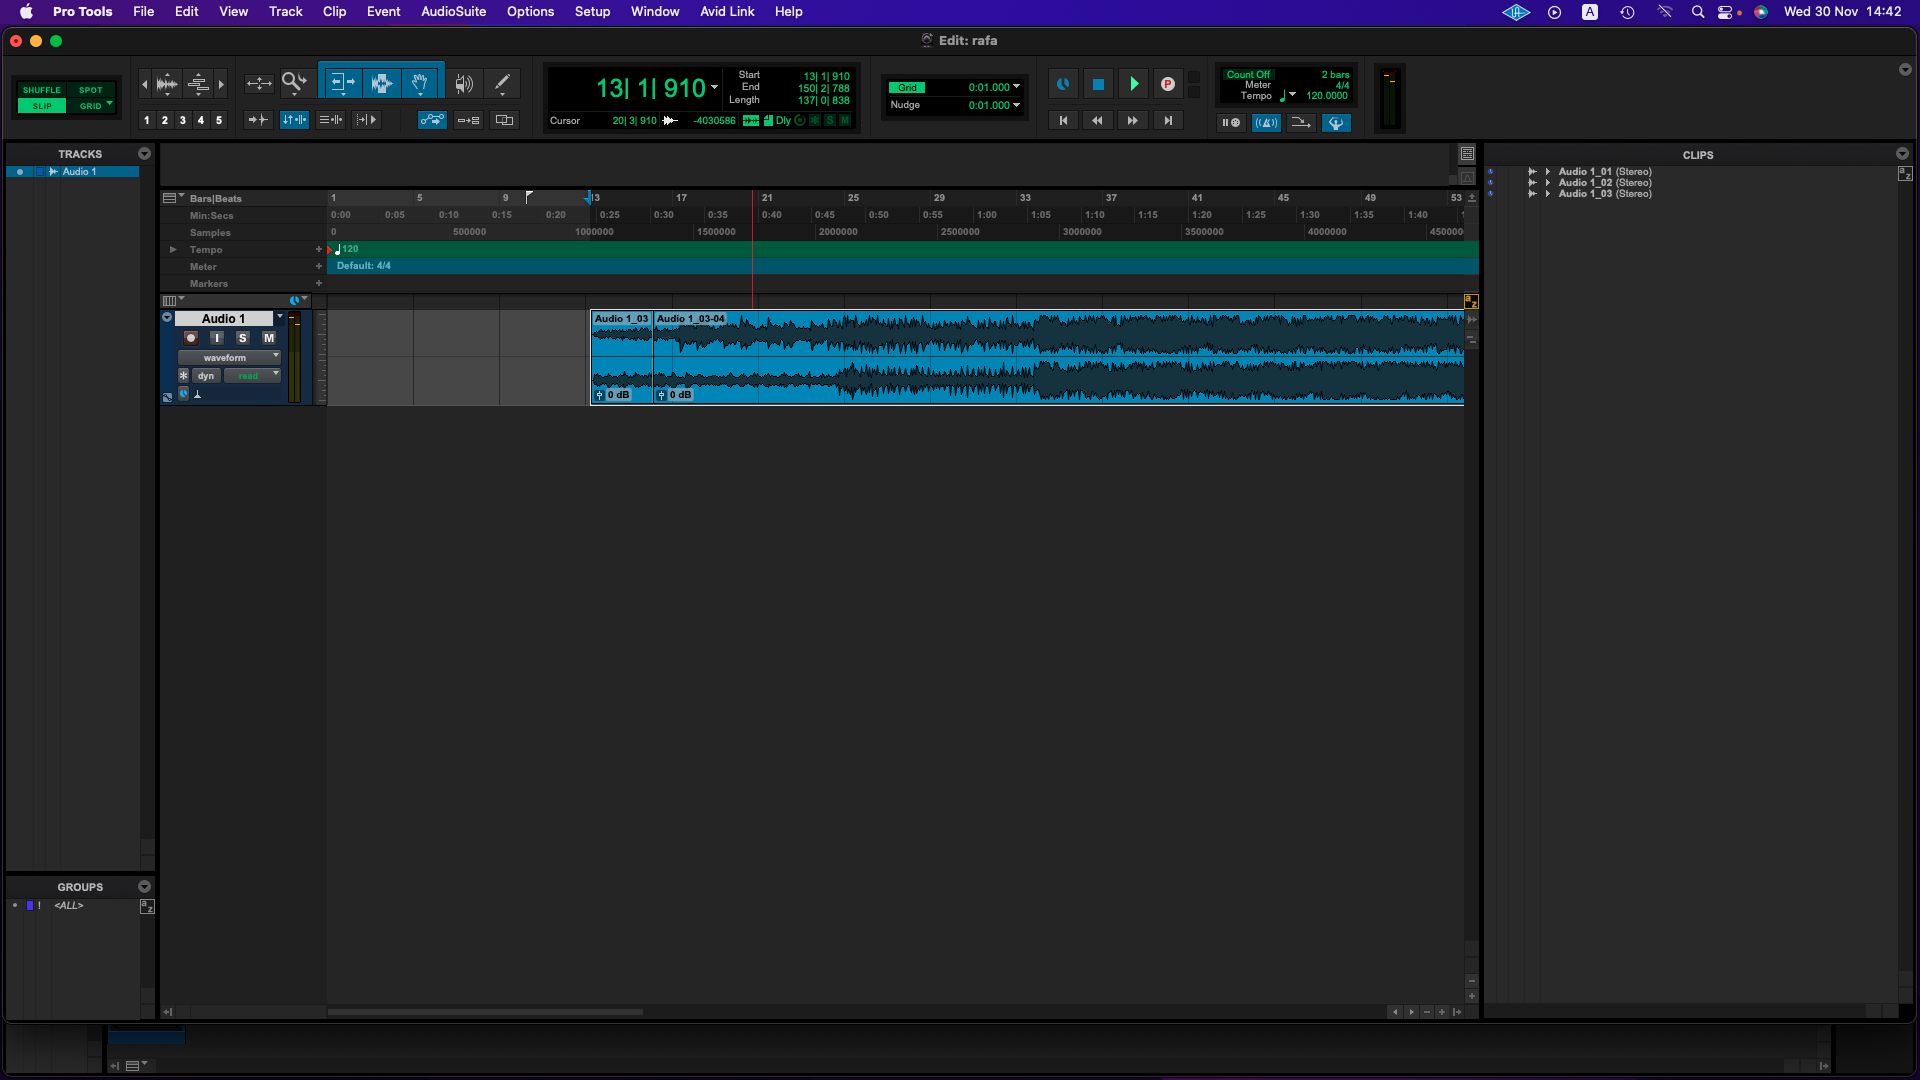 Pro Tools File Edit View Track Clip Event AudioSuite Options Setup Window Avid Link Help A Wed 30 Nov 14:42
Edit: rafa
SHUFFLE SPOT
SLIP GRID
1 2 3 4 5
13| 1| 910
Start 13| 1| 910
End 150| 2| 788
Length 137| 0| 838
Cursor 20| 3| 910 -4030586 Dly S M
Grid 0:01.000
Nudge 0:01.000
P
Count Off 2 bars
Meter 4/4
Tempo 120.0000
TRACKS
Audio 1
Bars|Beats 1 5 9 13 17 21 25 29 33 37 41 45 49 53
Min:Secs 0:00 0:05 0:10 0:15 0:20 0:25 0:30 0:35 0:40 0:45 0:50 0:55 1:00 1:05 1:10 1:15 1:20 1:25 1:30 1:35 1:40
Samples 0 500000 1000000 1500000 2000000 2500000 3000000 3500000 4000000 4500000
Tempo + 120
Meter + Default: 4/4
Markers +
Audio 1
I S M
waveform
dyn read
Audio 1_03 Audio 1_03-04
0 dB 0 dB
a z
CLIPS
Audio 1_01 (Stereo)
Audio 1_02 (Stereo)
Audio 1_03 (Stereo)
a z
GROUPS
! <ALL>
a z